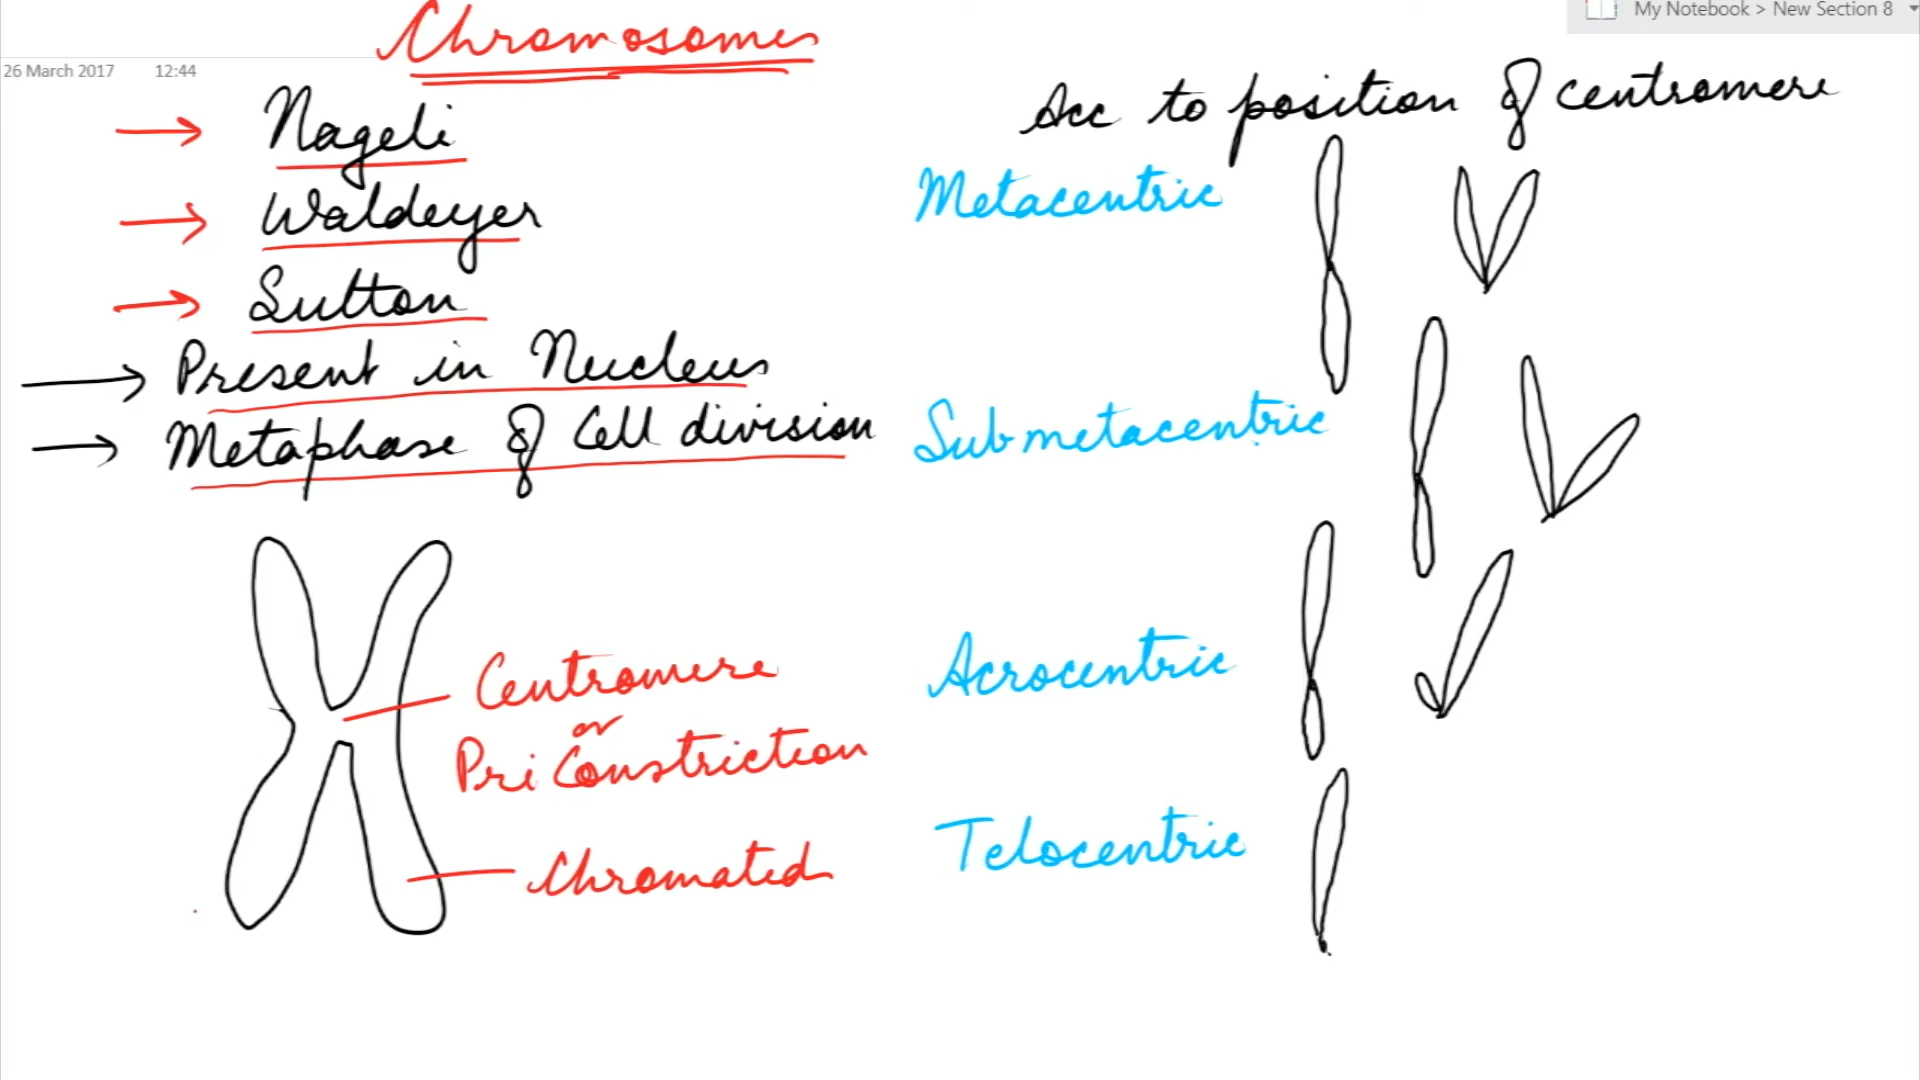 My Notebook > New Section 8
Chromosomes
26 March 2017 12:44
Nageli
Waldeyer
Sutton
Present in Nucleus
Metaphase of Cell division
Centromere
or
Pri Constriction
Chromated
Acc to position of centromere
Metacentric
Submetacentric
Acrocentric
Telocentric